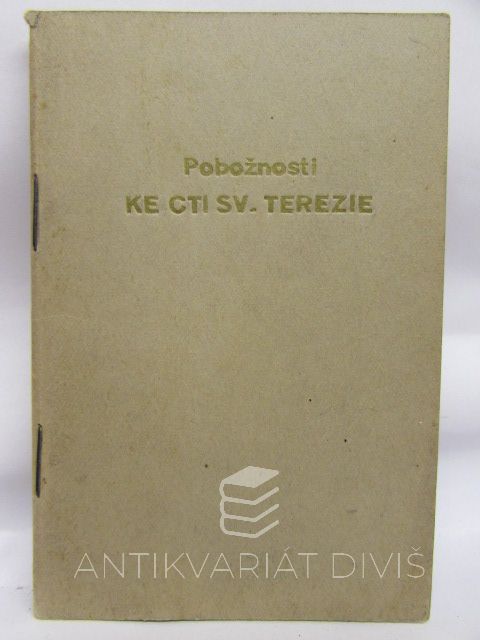 Pobožnosti
KE CTI SV. TEREZIE
ANTIKVARIÁT DIVIŠ